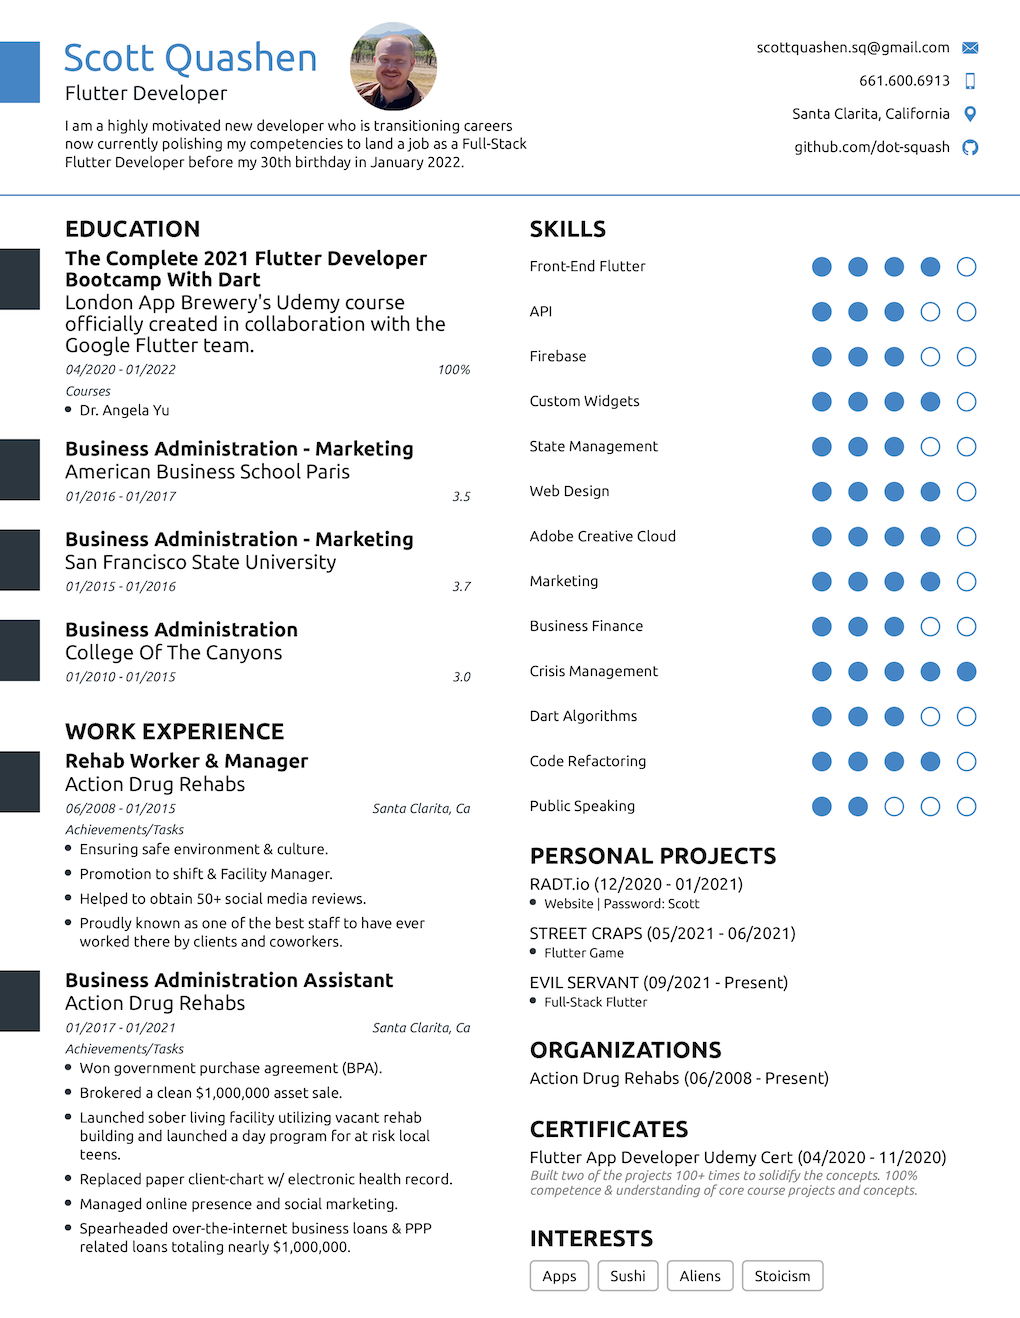 Scott Quashen
Flutter Developer
I am a highly motivated new developer who is transitioning careers
now currently polishing my competencies to land a job as a Full-Stack
Flutter Developer before my 30th birthday in January 2022.
scottquashen.sq@gmail.com
661.600.6913
Santa Clarita, California
github.com/dot-squash
EDUCATION
The Complete 2021 Flutter Developer
Bootcamp With Dart
London App Brewery's Udemy course
officially created in collaboration with the
Google Flutter team.
04/2020 - 01/2022 100%
Courses
Dr. Angela Yu
Business Administration - Marketing
American Business School Paris
01/2016 - 01/2017 3.5
Business Administration - Marketing
San Francisco State University
01/2015 - 01/2016 3.7
Business Administration
College Of The Canyons
01/2010 - 01/2015 3.0
WORK EXPERIENCE
Rehab Worker & Manager
Action Drug Rehabs
06/2008 - 01/2015 Santa Clarita, Ca
Achievements/Tasks
Ensuring safe environment & culture.
Promotion to shift & Facility Manager.
Helped to obtain 50+ social media reviews.
Proudly known as one of the best staff to have ever
worked there by clients and coworkers.
Business Administration Assistant
Action Drug Rehabs
01/2017 - 01/2021 Santa Clarita, Ca
Achievements/Tasks
Won government purchase agreement (BPA).
Brokered a clean $1,000,000 asset sale.
Launched sober living facility utilizing vacant rehab
building and launched a day program for at risk local
teens.
Replaced paper client-chart w/ electronic health record.
Managed online presence and social marketing.
Spearheaded over-the-internet business loans & PPP
related loans totaling nearly $1,000,000.
SKILLS
Front-End Flutter
API
Firebase
Custom Widgets
State Management
Web Design
Adobe Creative Cloud
Marketing
Business Finance
Crisis Management
Dart Algorithms
Code Refactoring
Public Speaking
PERSONAL PROJECTS
RADT.io (12/2020 - 01/2021)
Website | Password: Scott
STREET CRAPS (05/2021 - 06/2021)
Flutter Game
EVIL SERVANT (09/2021 - Present)
Full-Stack Flutter
ORGANIZATIONS
Action Drug Rehabs (06/2008 - Present)
CERTIFICATES
Flutter App Developer Udemy Cert (04/2020 - 11/2020)
Built two of the projects 100+ times to solidify the concepts. 100%
competence & understanding of core course projects and concepts.
INTERESTS
Apps Sushi Aliens Stoicism